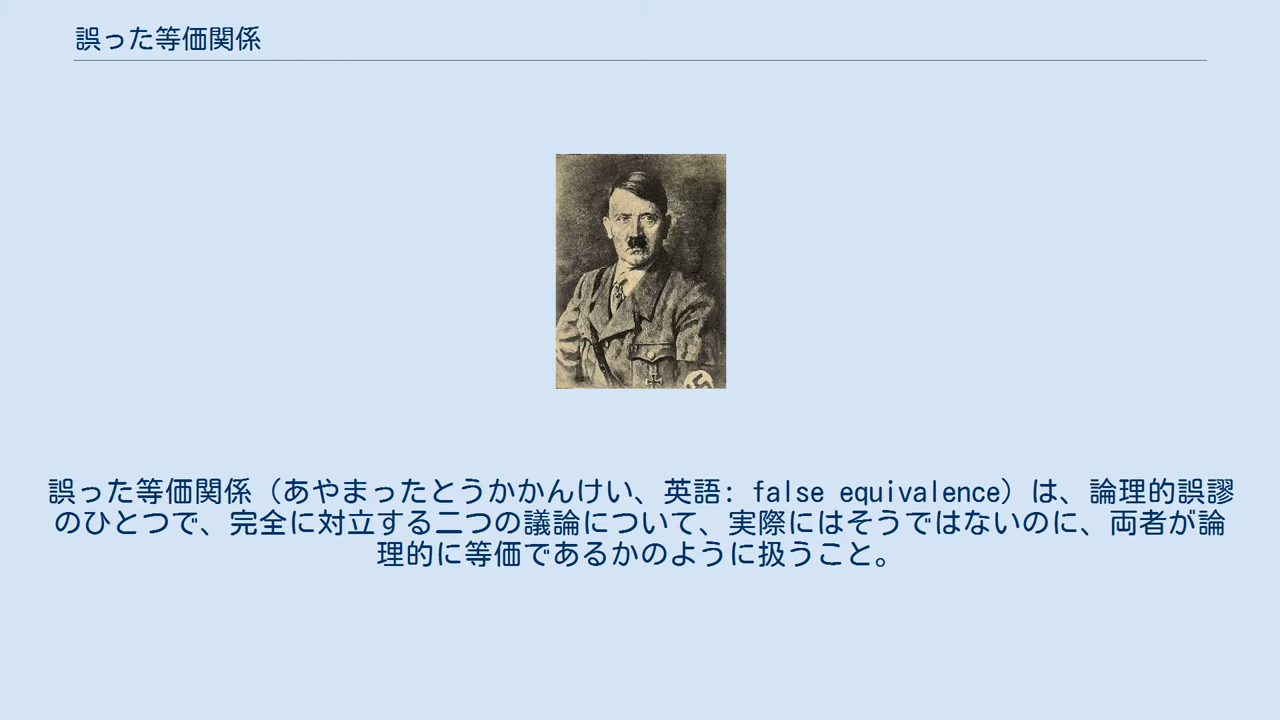 誤った等価関係
誤った等価関係（あやまったとうかかんけい、英語: false equivalence）は、論理的誤謬
のひとつで、完全に対立する二つの議論について、実際にはそうではないのに、両者が論
理的に等価であるかのように扱うこと。